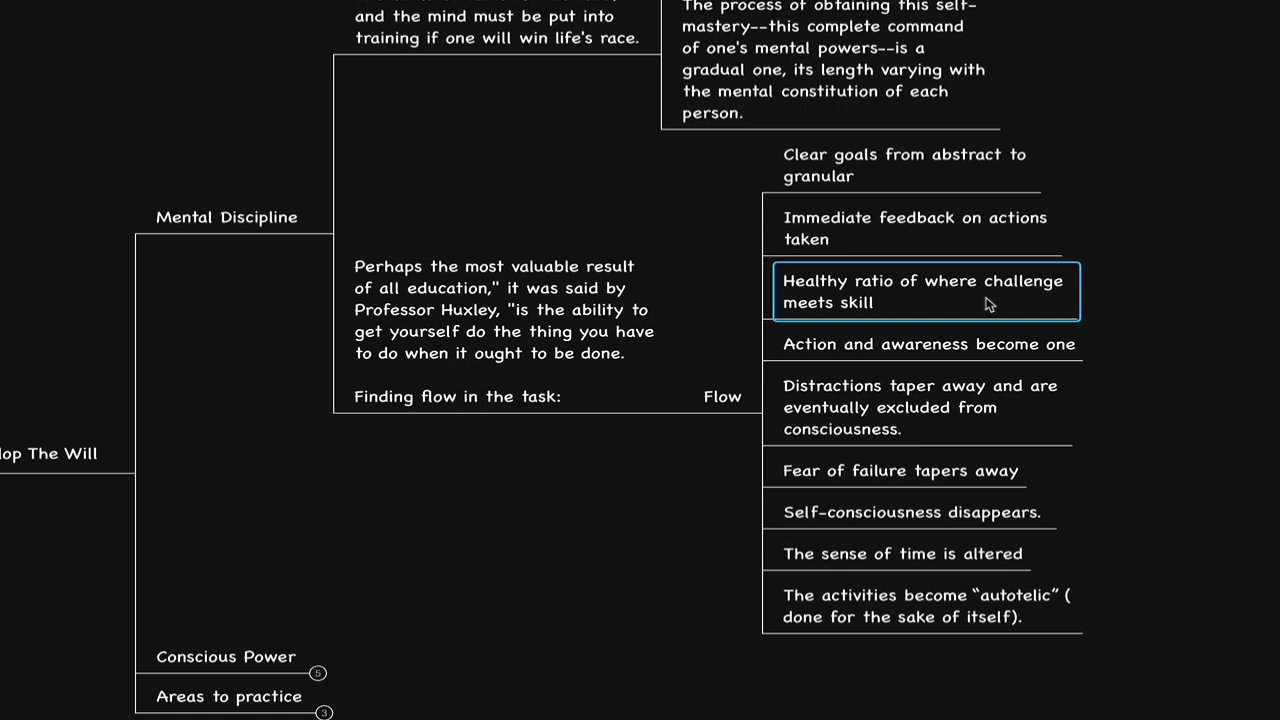 and the mind must be put into
training if one will win life's race.
The process of obtaining this self-
mastery--this complete command
of one's mental powers--is a
gradual one, its length varying with
the mental constitution of each
person.
Clear goals from abstract to
granular
Mental Discipline
Immediate feedback on actions
taken
Perhaps the most valuable result
of all education," it was said by
Professor Huxley, "is the ability to
get yourself do the thing you have
to do when it ought to be done.
Healthy ratio of where challenge
meets skill
Action and awareness become one
Finding flow in the task:
Flow
Distractions taper away and are
eventually excluded from
consciousness.
lop The Will
Fear of failure tapers away
Self-consciousness disappears.
The sense of time is altered
The activities become “autotelic” (
done for the sake of itself).
Conscious Power
5
Areas to practice
3